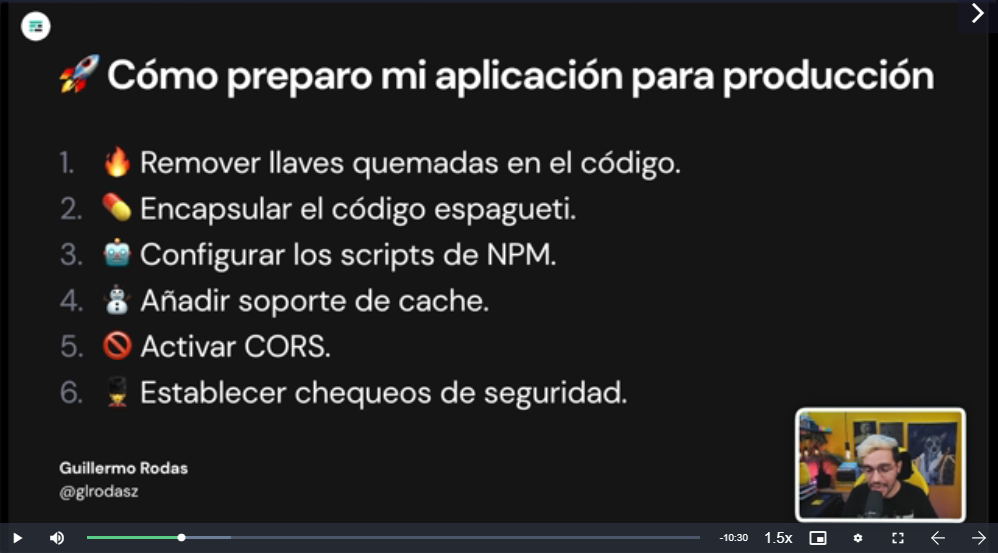 🚀 Cómo preparo mi aplicación para producción
1. 🔥 Remover llaves quemadas en el código.
2. 💊 Encapsular el código espagueti.
3. 🤖 Configurar los scripts de NPM.
4. ⛄ Añadir soporte de cache.
5. 🚫 Activar CORS.
6. 💂 Establecer chequeos de seguridad.
Guillermo Rodas
@glrodasz
-10:30 1.5x